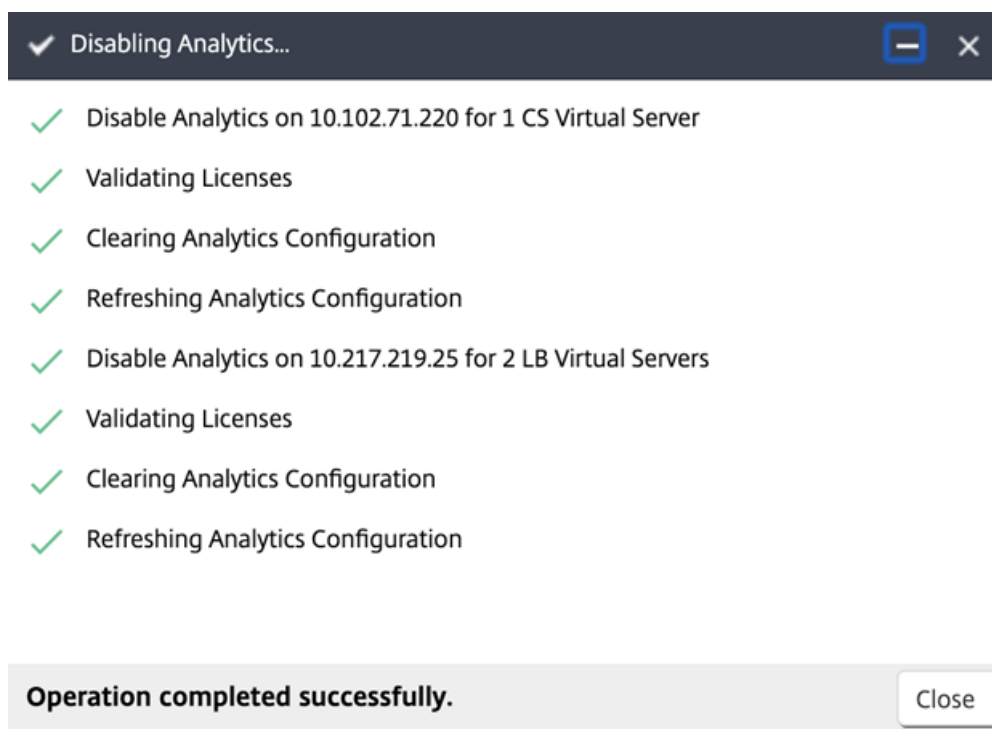 Disabling Analytics...
Disable Analytics on 10.102.71.220 for 1 CS Virtual Server
Validating Licenses
Clearing Analytics Configuration
Refreshing Analytics Configuration
Disable Analytics on 10.217.219.25 for 2 LB Virtual Servers
Validating Licenses
Clearing Analytics Configuration
Refreshing Analytics Configuration
Operation completed successfully.
Close